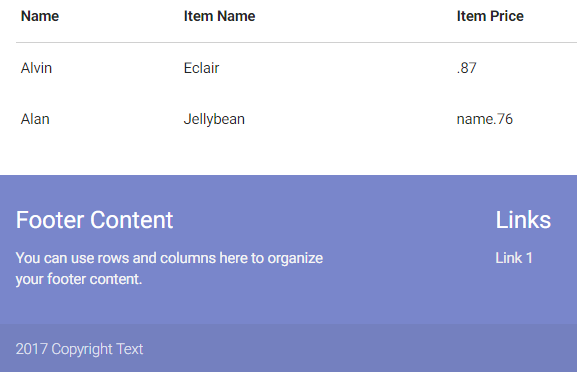 Name Item Name Item Price
Alvin Eclair .87
Alan Jellybean name.76
Footer Content Links
You can use rows and columns here to organize Link 1
your footer content.
2017 Copyright Text